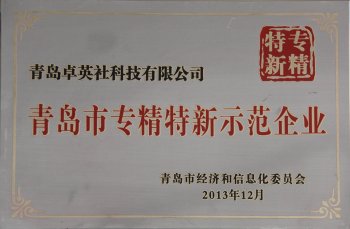 专精
特新
青岛卓英社科技有限公司
青岛市专精特新示范企业
青岛市经济和信息化委员会
2013年12月